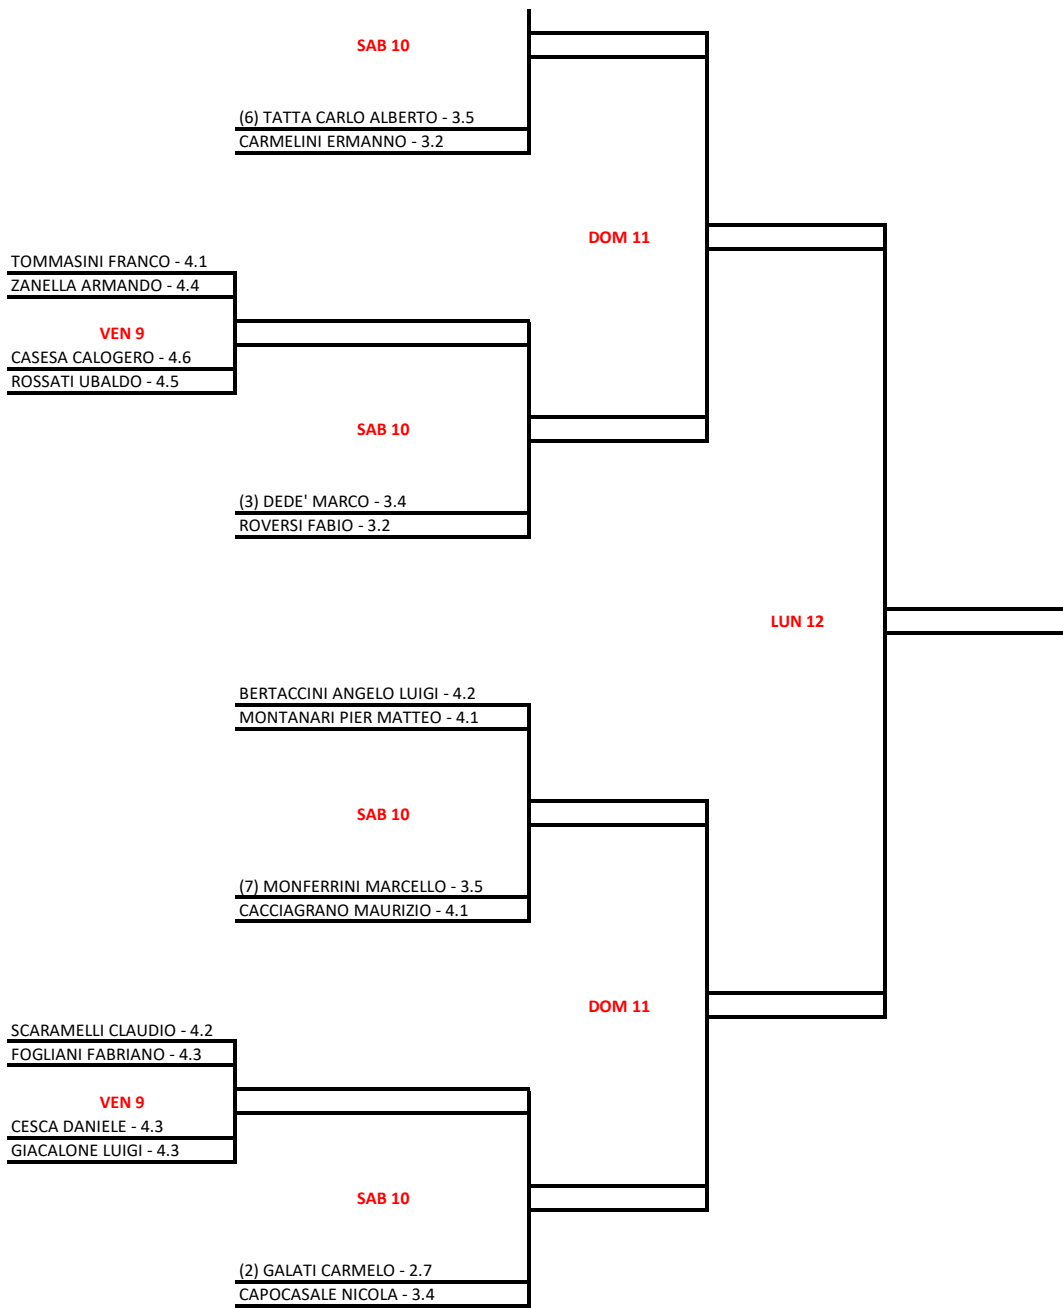 SAB 10
(6) TATTA CARLO ALBERTO - 3.5
CARMELINI ERMANNO - 3.2
DOM 11
TOMMASINI FRANCO - 4.1
ZANELLA ARMANDO - 4.4
VEN 9
CASESA CALOGERO - 4.6
ROSSATI UBALDO - 4.5
SAB 10
(3) DEDE' MARCO - 3.4
ROVERSI FABIO - 3.2
LUN 12
BERTACCINI ANGELO LUIGI - 4.2
MONTANARI PIER MATTEO - 4.1
SAB 10
(7) MONFERRINI MARCELLO - 3.5
CACCIAGRANO MAURIZIO - 4.1
DOM 11
SCARAMELLI CLAUDIO - 4.2
FOGLIANI FABRIANO - 4.3
VEN 9
CESCA DANIELE - 4.3
GIACALONE LUIGI - 4.3
SAB 10
(2) GALATI CARMELO - 2.7
CAPOCASALE NICOLA - 3.4